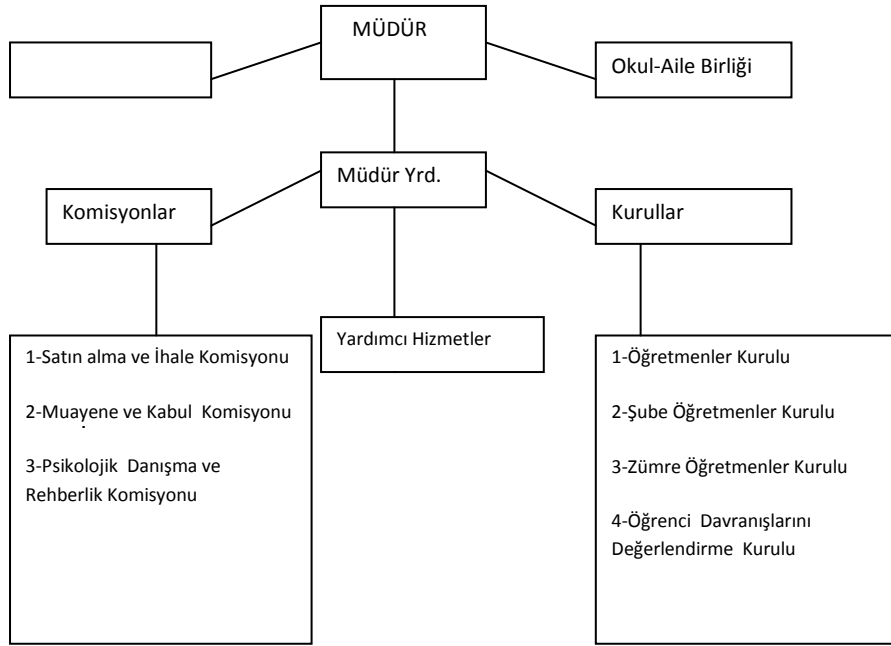 MÜDÜR
Okul-Aile Birliği
Müdür Yrd.
Komisyonlar
Kurullar
Yardımcı Hizmetler
1-Satın alma ve İhale Komisyonu
2-Muayene ve Kabul Komisyonu
3-Psikolojik Danışma ve
Rehberlik Komisyonu
1-Öğretmenler Kurulu
2-Şube Öğretmenler Kurulu
3-Zümre Öğretmenler Kurulu
4-Öğrenci Davranışlarını
Değerlendirme Kurulu